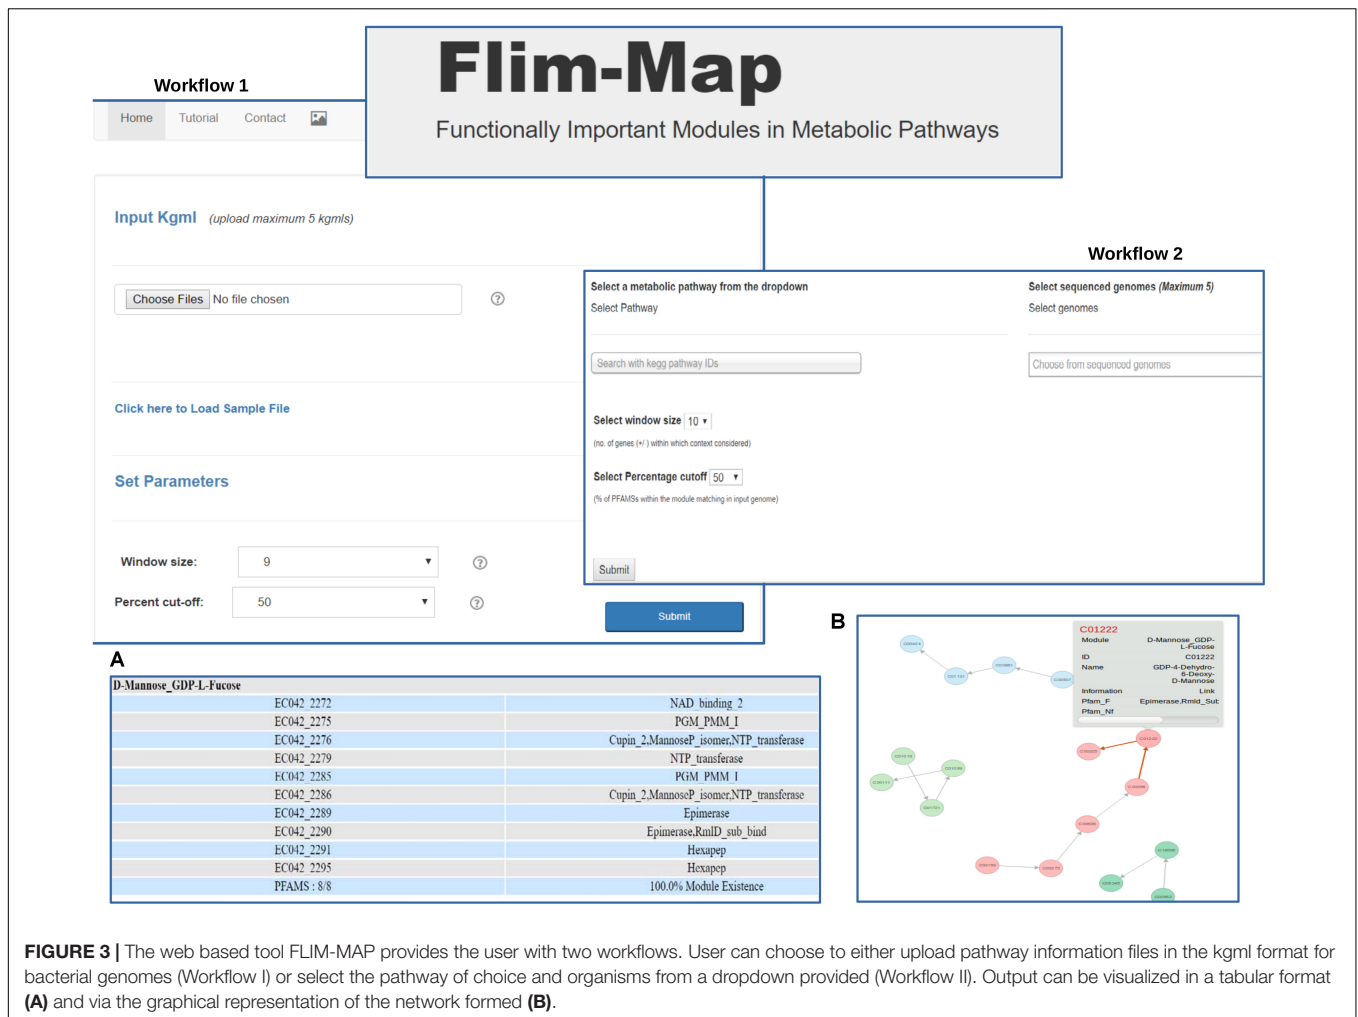 Workflow 1
Flim-Map
Functionally Important Modules in Metabolic Pathways
Home Tutorial Contact
Input Kgml (upload maximum 5 kgmls)
Choose Files No file chosen
Click here to Load Sample File
Set Parameters
Window size: 9
Percent cut-off: 50
Submit
Workflow 2
Select a metabolic pathway from the dropdown
Select Pathway
Search with kegg pathway IDs
Select sequenced genomes (Maximum 5)
Select genomes
Choose from sequenced genomes
Select window size 10
(no. of genes (+/-) within which context considered)
Select Percentage cutoff 50
(% of PFAMSs within the module matching in input genome)
Submit
A
D-Mannose_GDP-L-Fucose
EC042_2272 NAD_binding_2
EC042_2275 PGM_PMM_I
EC042_2276 Cupin_2,MannoseP_isomer,NTP_transferase
EC042_2279 NTP_transferase
EC042_2285 PGM_PMM_I
EC042_2286 Cupin_2,MannoseP_isomer,NTP_transferase
EC042_2289 Epimerase
EC042_2290 Epimerase,RmlD_sub_bind
EC042_2291 Hexapep
EC042_2295 Hexapep
PFAMS : 8/8 100.0% Module Existence
B
C01222
Module D-Mannose_GDP-
L-Fucose
ID C01222
Name GDP-4-Dehydro-
6-Deoxy-
D-Mannose
Information Link
Pfam_F Epimerase,Rmld_Sub
Pfam_Nf
FIGURE 3 | The web based tool FLIM-MAP provides the user with two workflows. User can choose to either upload pathway information files in the kgml format for
bacterial genomes (Workflow I) or select the pathway of choice and organisms from a dropdown provided (Workflow II). Output can be visualized in a tabular format
(A) and via the graphical representation of the network formed (B).